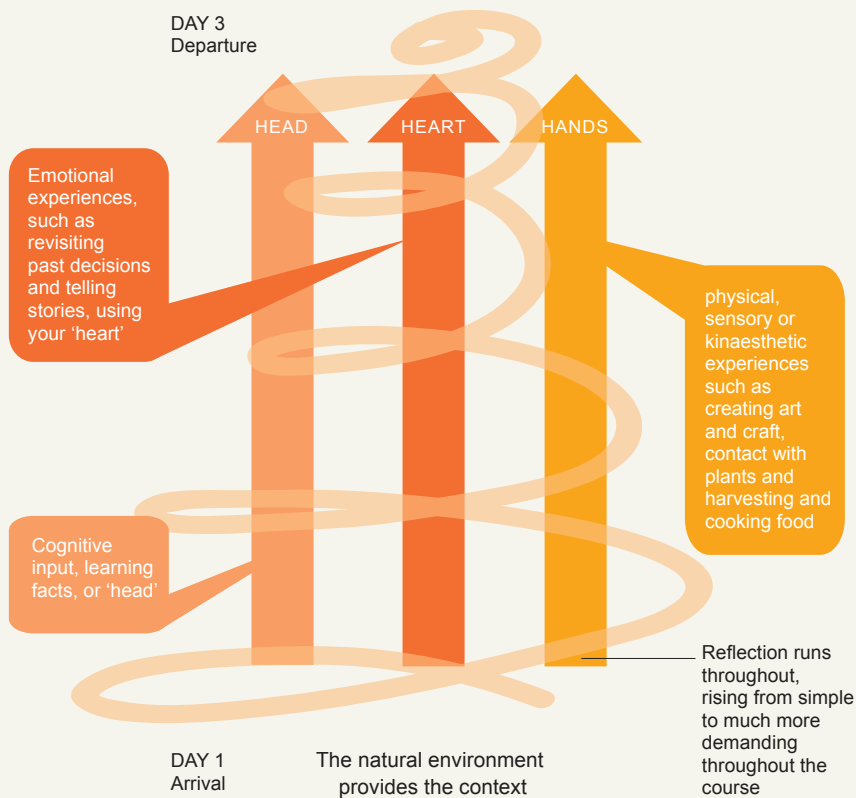 DAY 3
Departure
HEAD
HEART
HANDS
Emotional
experiences,
such as
revisiting
past decisions
and telling
stories, using
your ‘heart’
physical,
sensory or
kinaesthetic
experiences
such as
creating art
and craft,
contact with
plants and
harvesting and
cooking food
Cognitive
input, learning
facts, or ‘head’
Reflection runs
throughout,
rising from simple
to much more
demanding
throughout the
course
DAY 1
Arrival
The natural environment
provides the context